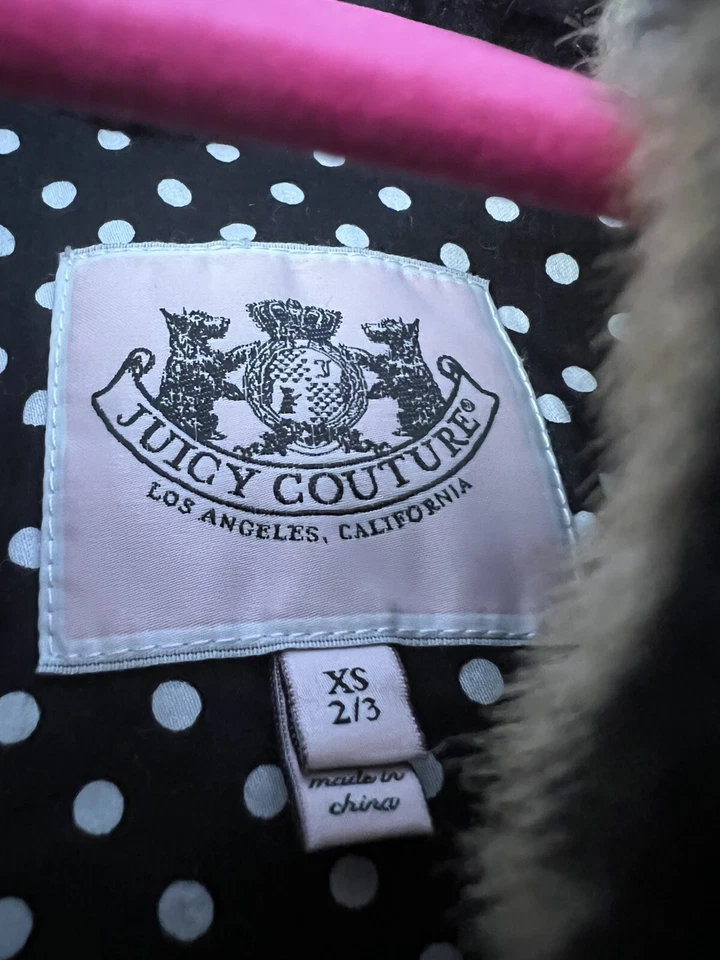 JUICY COUTURE®
LOS ANGELES, CALIFORNIA
XS
2/3
made in
china